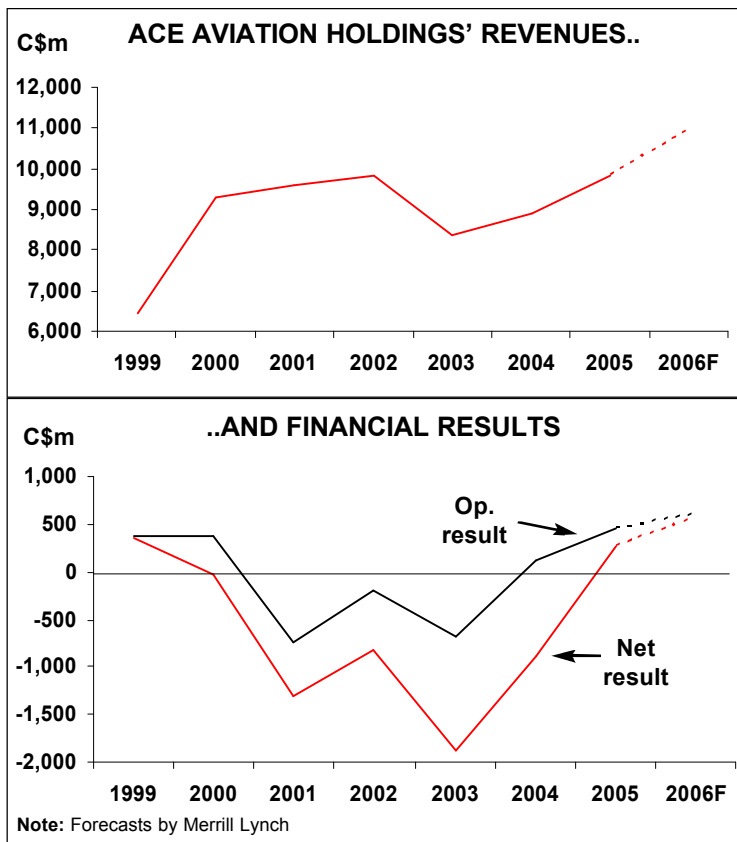 ACE AVIATION HOLDINGS' REVENUES..
C$m
12,000
11,000
10,000
9,000
8,000
7,000
6,000
1999 2000 2001 2002 2003 2004 2005 2006F
..AND FINANCIAL RESULTS
C$m
1,000
500
0
-500
-1,000
-1,500
-2,000
Op.
result
Net
result
1999 2000 2001 2002 2003 2004 2005 2006F
Note: Forecasts by Merrill Lynch